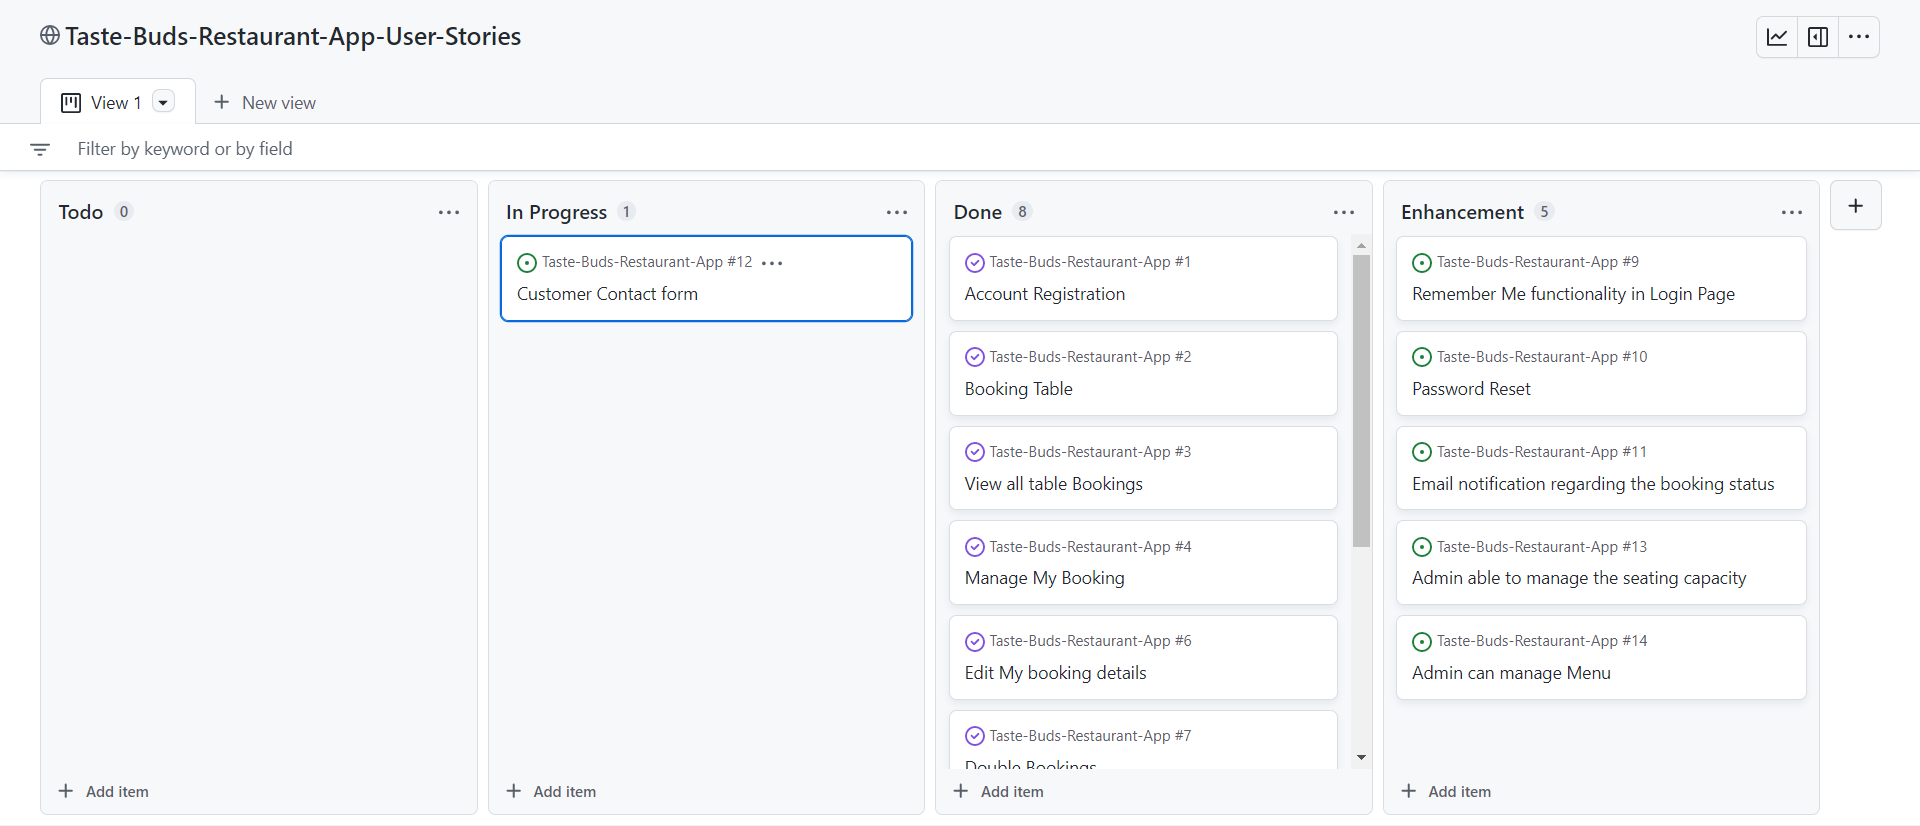 Taste-Buds-Restaurant-App-User-Stories
View 1
New view
Filter by keyword or by field
Todo 0
Add item
In Progress 1
Taste-Buds-Restaurant-App #12
Customer Contact form
Add item
Done 8
Taste-Buds-Restaurant-App #1
Account Registration
Taste-Buds-Restaurant-App #2
Booking Table
Taste-Buds-Restaurant-App #3
View all table Bookings
Taste-Buds-Restaurant-App #4
Manage My Booking
Taste-Buds-Restaurant-App #6
Edit My booking details
Taste-Buds-Restaurant-App #7
Double Bookings
Add item
Enhancement 5
Taste-Buds-Restaurant-App #9
Remember Me functionality in Login Page
Taste-Buds-Restaurant-App #10
Password Reset
Taste-Buds-Restaurant-App #11
Email notification regarding the booking status
Taste-Buds-Restaurant-App #13
Admin able to manage the seating capacity
Taste-Buds-Restaurant-App #14
Admin can manage Menu
Add item